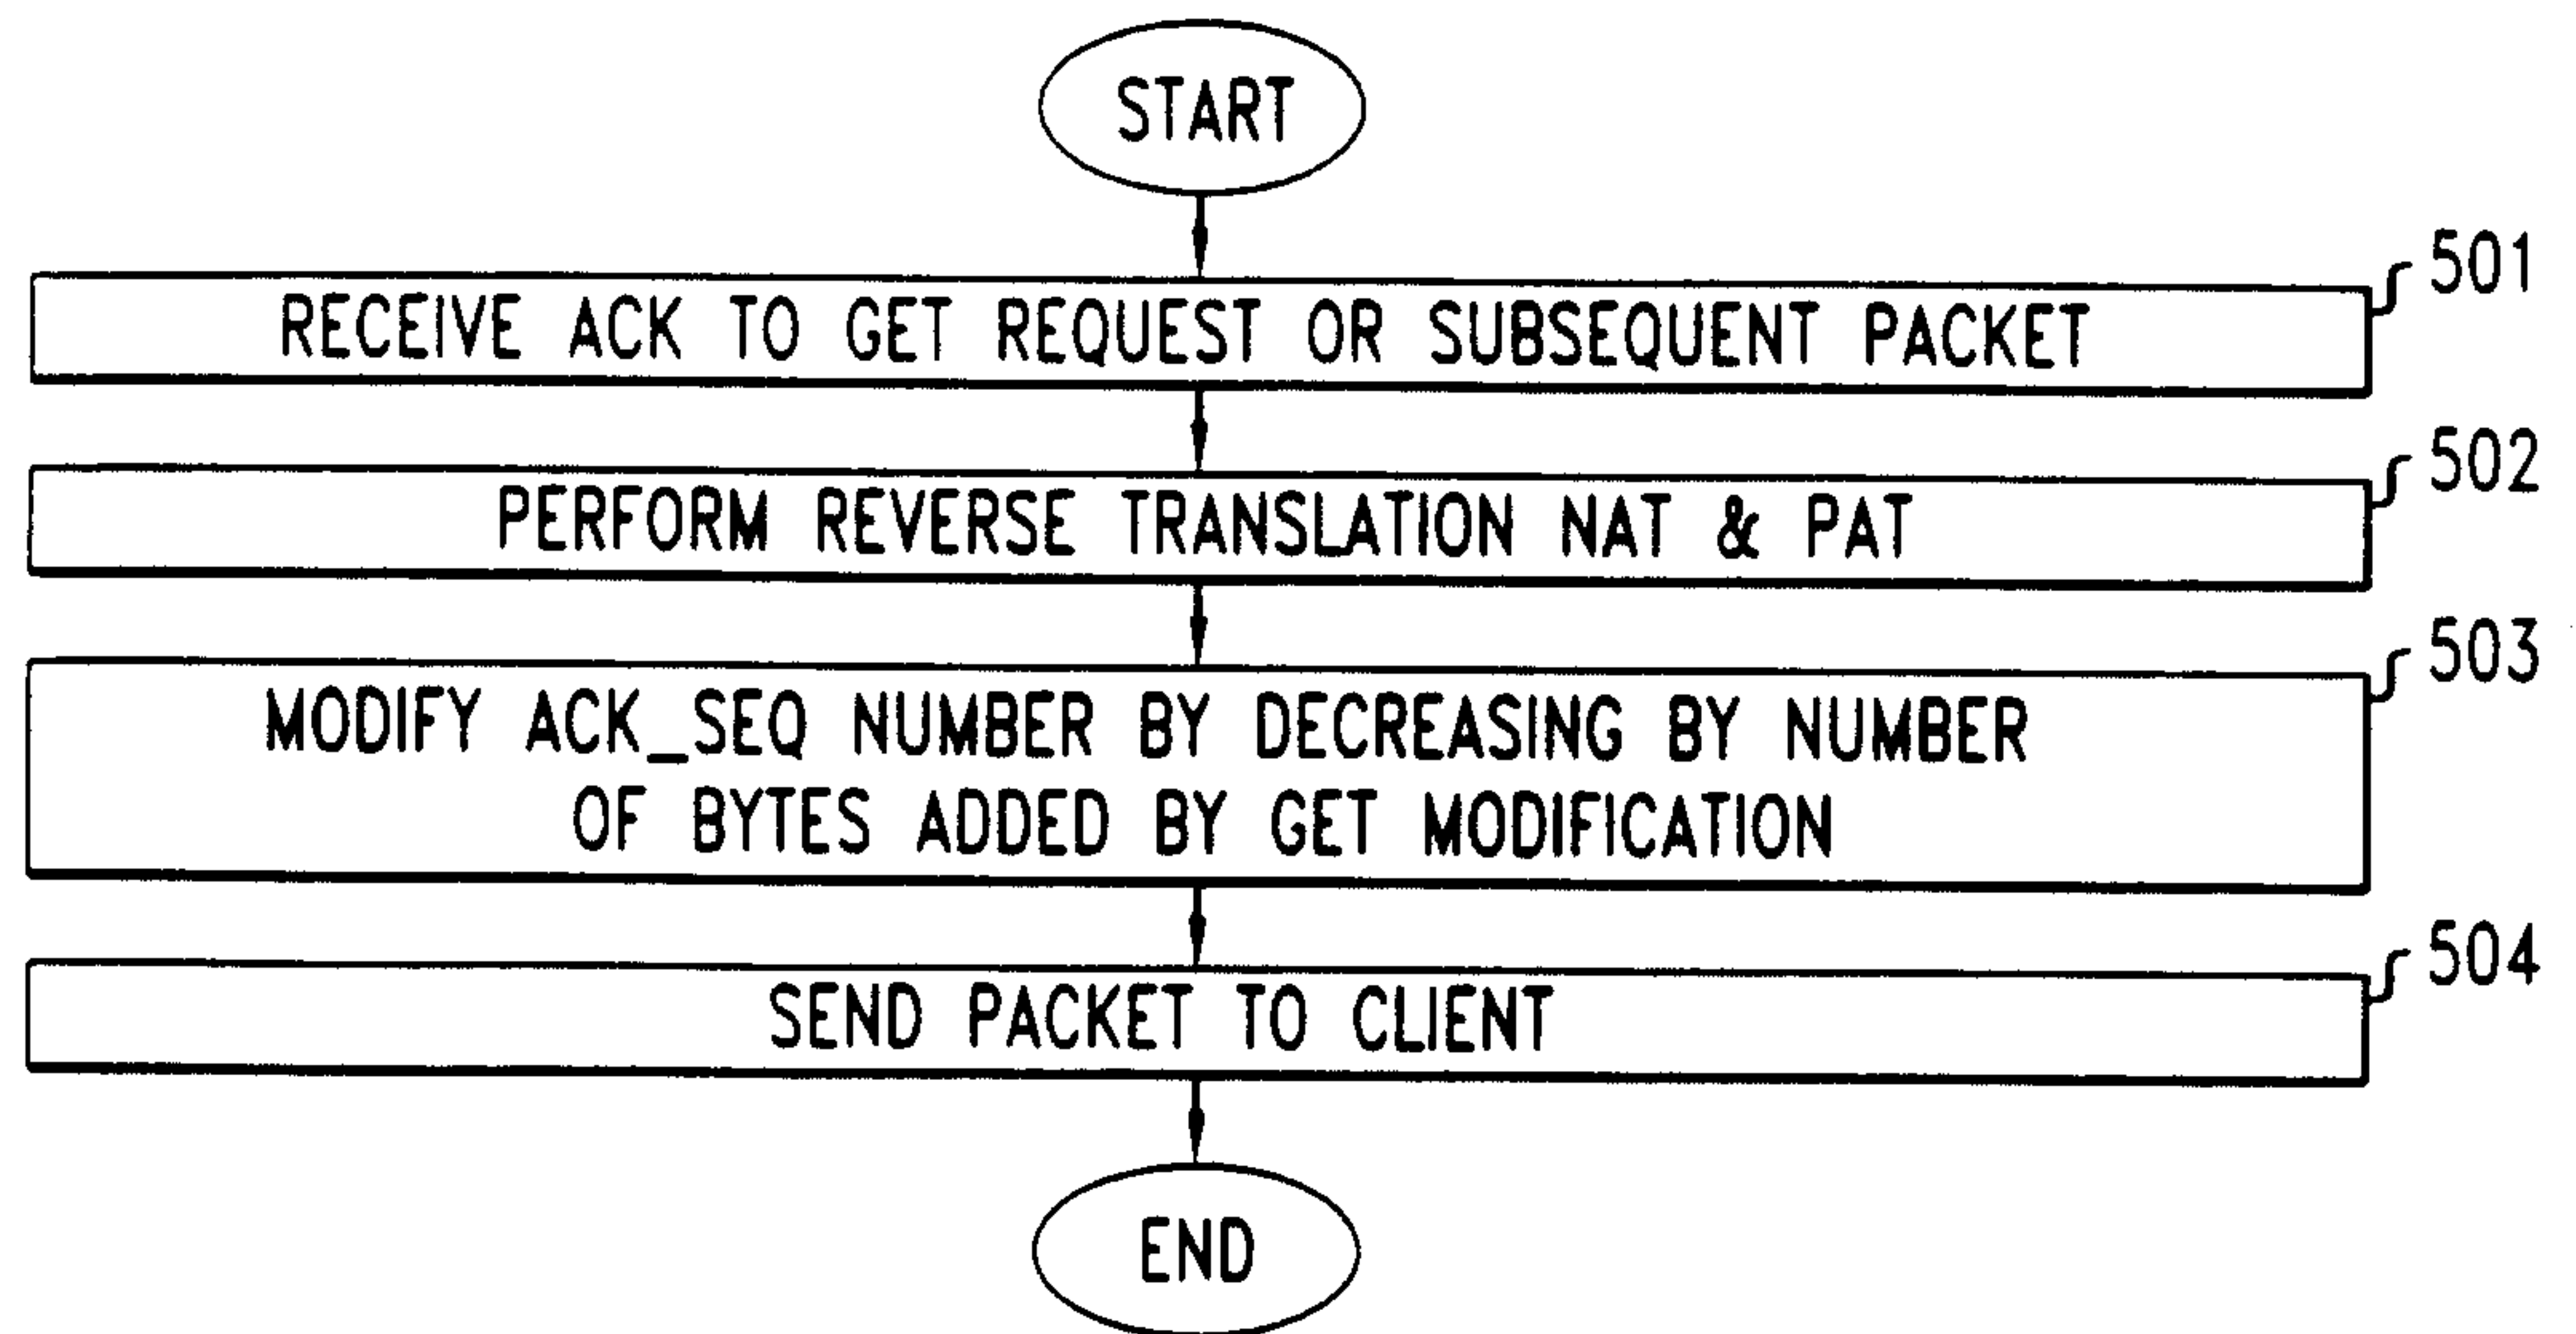 START
501
RECEIVE ACK TO GET REQUEST OR SUBSEQUENT PACKET
502
PERFORM REVERSE TRANSLATION NAT & PAT
503
MODIFY ACK_SEQ NUMBER BY DECREASING BY NUMBER
OF BYTES ADDED BY GET MODIFICATION
504
SEND PACKET TO CLIENT
END